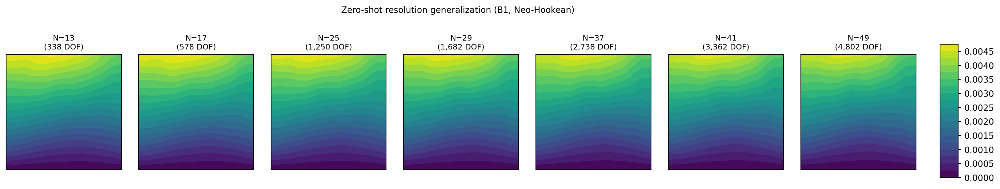 Zero-shot resolution generalization (B1, Neo-Hookean)
N=13
(338 DOF)
N=17
(578 DOF)
N=25
(1,250 DOF)
N=29
(1,682 DOF)
N=37
(2,738 DOF)
N=41
(3,362 DOF)
N=49
(4,802 DOF)
0.0045
0.0040
0.0035
0.0030
0.0025
0.0020
0.0015
0.0010
0.0005
0.0000